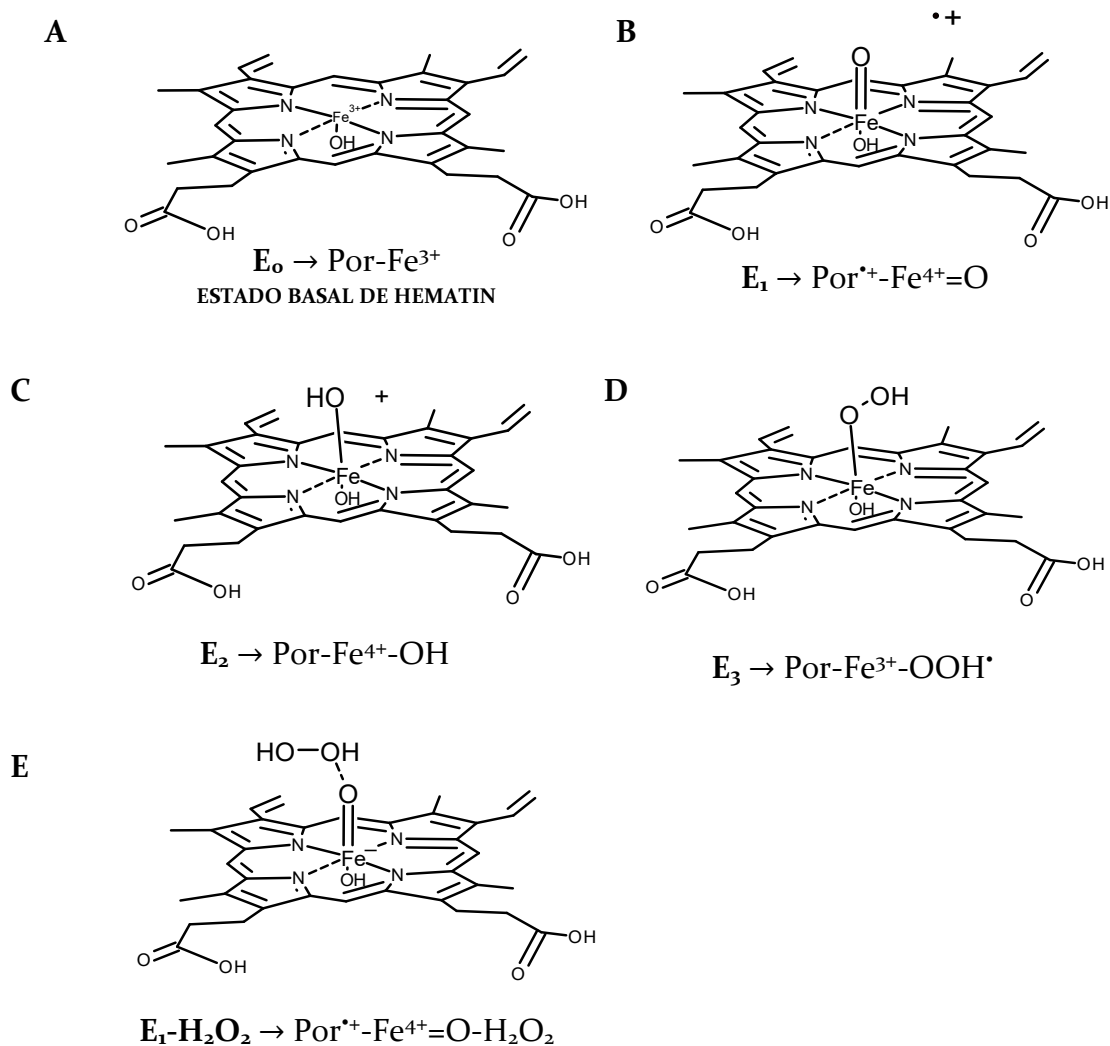 A
N
N
N
N
Fe³⁺
OH
O
OH
O
OH
E₀ → Por-Fe³⁺
ESTADO BASAL DE HEMATIN
B
•+
O
N
N
N
N
Fe
OH
O
OH
O
OH
E₁ → Por•⁺-Fe⁴⁺=O
C
HO
+
N
N
N
N
Fe
OH
O
OH
O
OH
E₂ → Por-Fe⁴⁺-OH
D
OH
O
N
N
N
N
Fe
OH
O
OH
O
OH
E₃ → Por-Fe³⁺-OOH•
E
HO OH
O
N
N
N
N
Fe –
OH
O
OH
O
OH
E₁-H₂O₂ → Por•⁺-Fe⁴⁺=O-H₂O₂